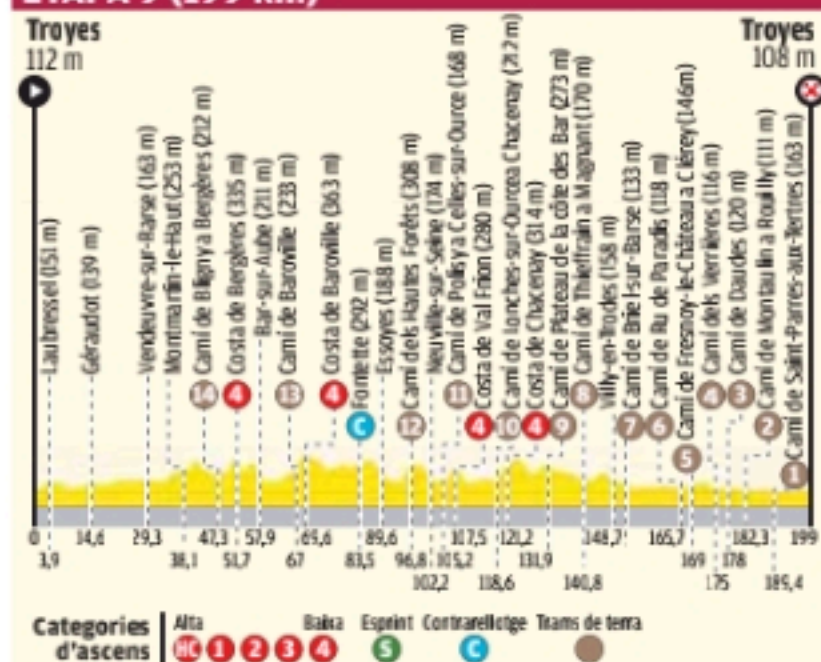 ETAPA 9 (199 km)
Troyes
112 m
Troyes
108 m
Laubressel (151 m)
Géraudot (139 m)
Vendeuvre-sur-Barse (163 m)
Montmartin-le-Haut (253 m)
Camí de Bligny a Bergères (212 m)
Costa de Bergères (335 m)
Bar-sur-Aube (211 m)
Camí de Baroville (233 m)
Costa de Baroville (363 m)
Fontette (292 m)
Essoyes (188 m)
Camí dels Hautes Forêts (308 m)
Neuville-sur-Seine (174 m)
Camí de Polisy a Celles-sur-Ource (168 m)
Costa de Val Frion (280 m)
Camí de Loches-sur-Ource a Chacenay (212 m)
Costa de Chacenay (314 m)
Camí de Plateau de la côte des Bar (273 m)
Camí de Thieffrain a Magnant (170 m)
Villy-en-Trodes (158 m)
Camí de Briel-sur-Barse (133 m)
Camí de Ru de Paradis (118 m)
Camí de Fresnoy-le-Château a Clérey (146m)
Camí dels Verrières (116 m)
Camí de Daudes (120 m)
Camí de Montaulin a Rouilly (111 m)
Camí de Saint-Parres-aux-Tertres (163 m)
14 4 13 4 11 8 4 3
C 12 4 10 4 9 7 6 2
5
1
0 14,6 29,3 47,3 57,9 69,6 89,6 107,5 121,2 148,7 165,7 182,3 199
3,9 38,1 51,7 67 83,5 96,8 105,2 131,9 169 178
102,2 118,6 140,8 175 189,4
Categories
d'ascens
Alta Baixa Esprint Contrarellotge Trams de terra
HC 1 2 3 4 S C